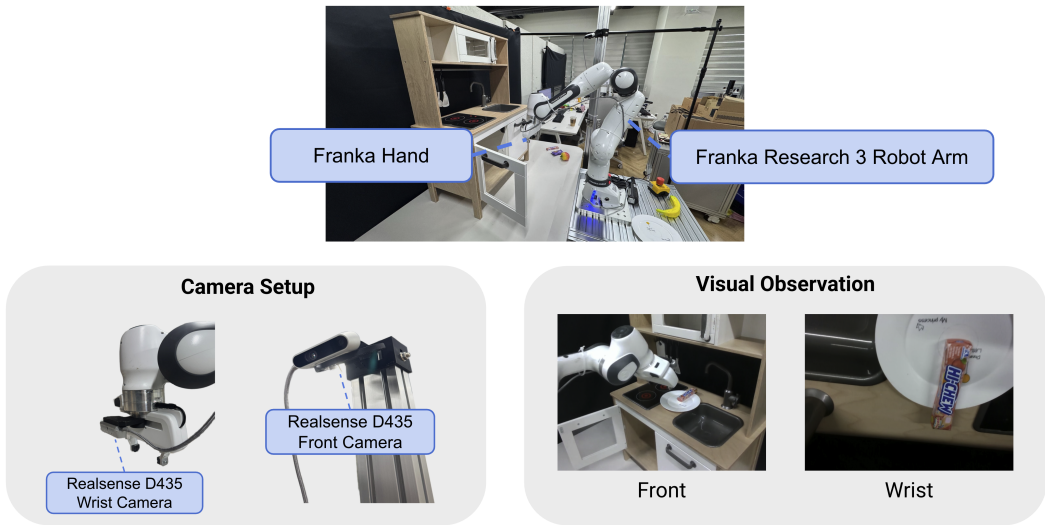 Franka Hand
Franka Research 3 Robot Arm
Camera Setup
Visual Observation
Realsense D435
Front Camera
Realsense D435
Wrist Camera
HI-CHEW
Front
Wrist